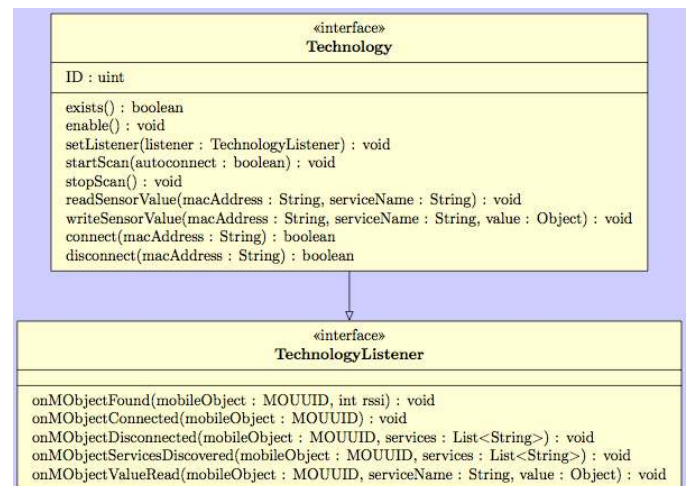 «interface»
Technology
ID : uint
exists() : boolean
enable() : void
setListener(listener : TechnologyListener) : void
startScan(autoconnect : boolean) : void
stopScan() : void
readSensorValue(macAddress : String, serviceName : String) : void
writeSensorValue(macAddress : String, serviceName : String, value : Object) : void
connect(macAddress : String) : boolean
disconnect(macAddress : String) : boolean
«interface»
TechnologyListener
onMObjectFound(mobileObject : MOUUID, int rssi) : void
onMObjectConnected(mobileObject : MOUUID) : void
onMObjectDisconnected(mobileObject : MOUUID, services : List<String>) : void
onMObjectServicesDiscovered(mobileObject : MOUUID, services : List<String>) : void
onMObjectValueRead(mobileObject : MOUUID, serviceName : String, value : Object) : void